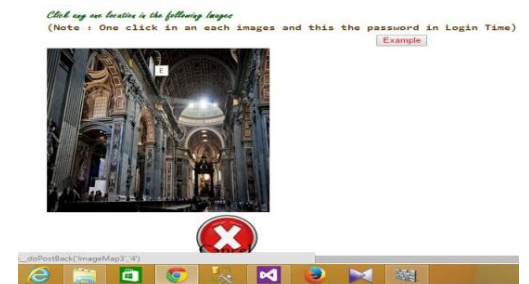 Click any one location in the following Images
(Note : One click in an each images and this the password in Login Time)
Example
E
Cancel
__doPostBack('ImageMap3','4')